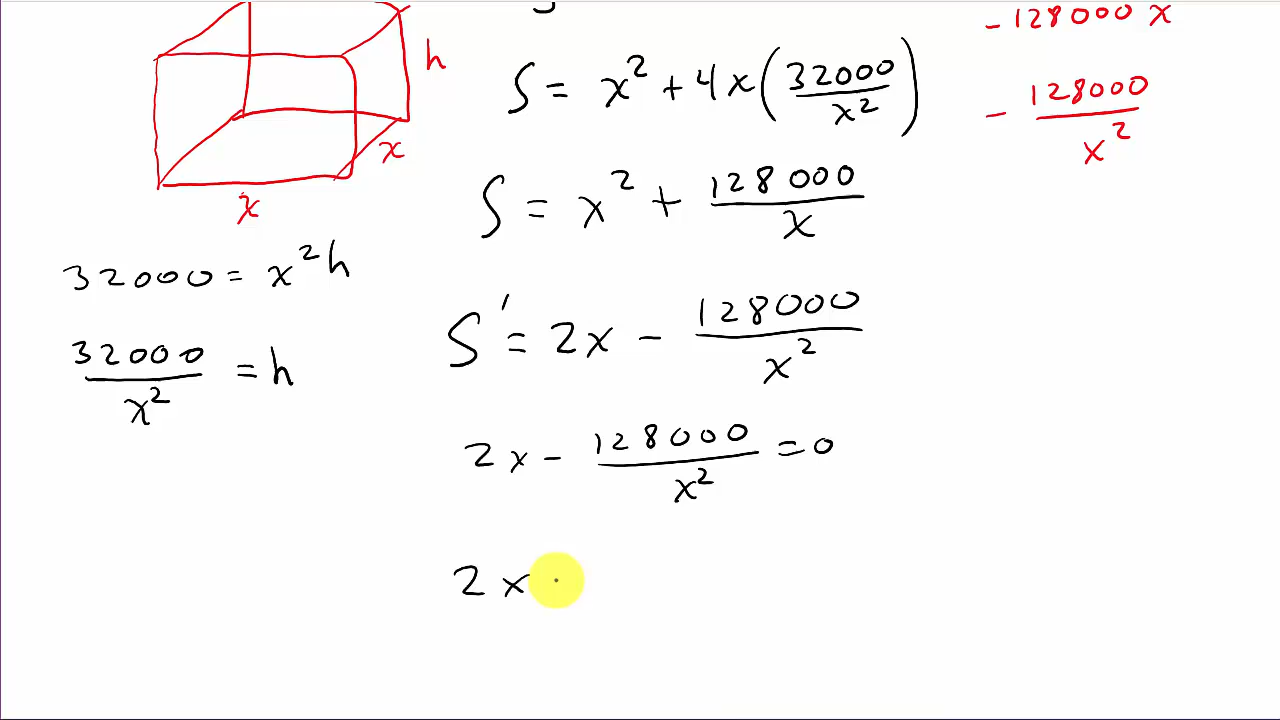 h
x
x
32000 = x²h
32000/x² = h
S = x² + 4x(32000/x²)
S = x² + 128000/x
S' = 2x - 128000/x²
2x - 128000/x² = 0
2x
-128000x
- 128000/x²